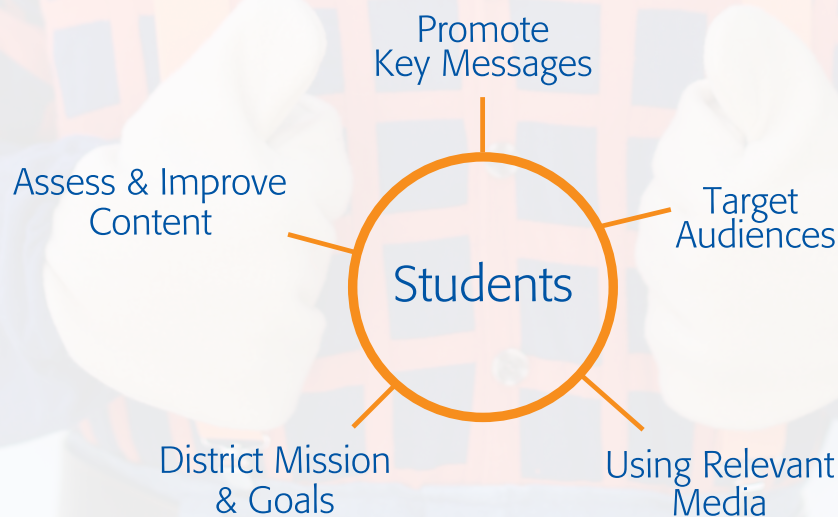 Promote
Key Messages
Assess & Improve
Content
Target
Audiences
Students
District Mission
& Goals
Using Relevant
Media